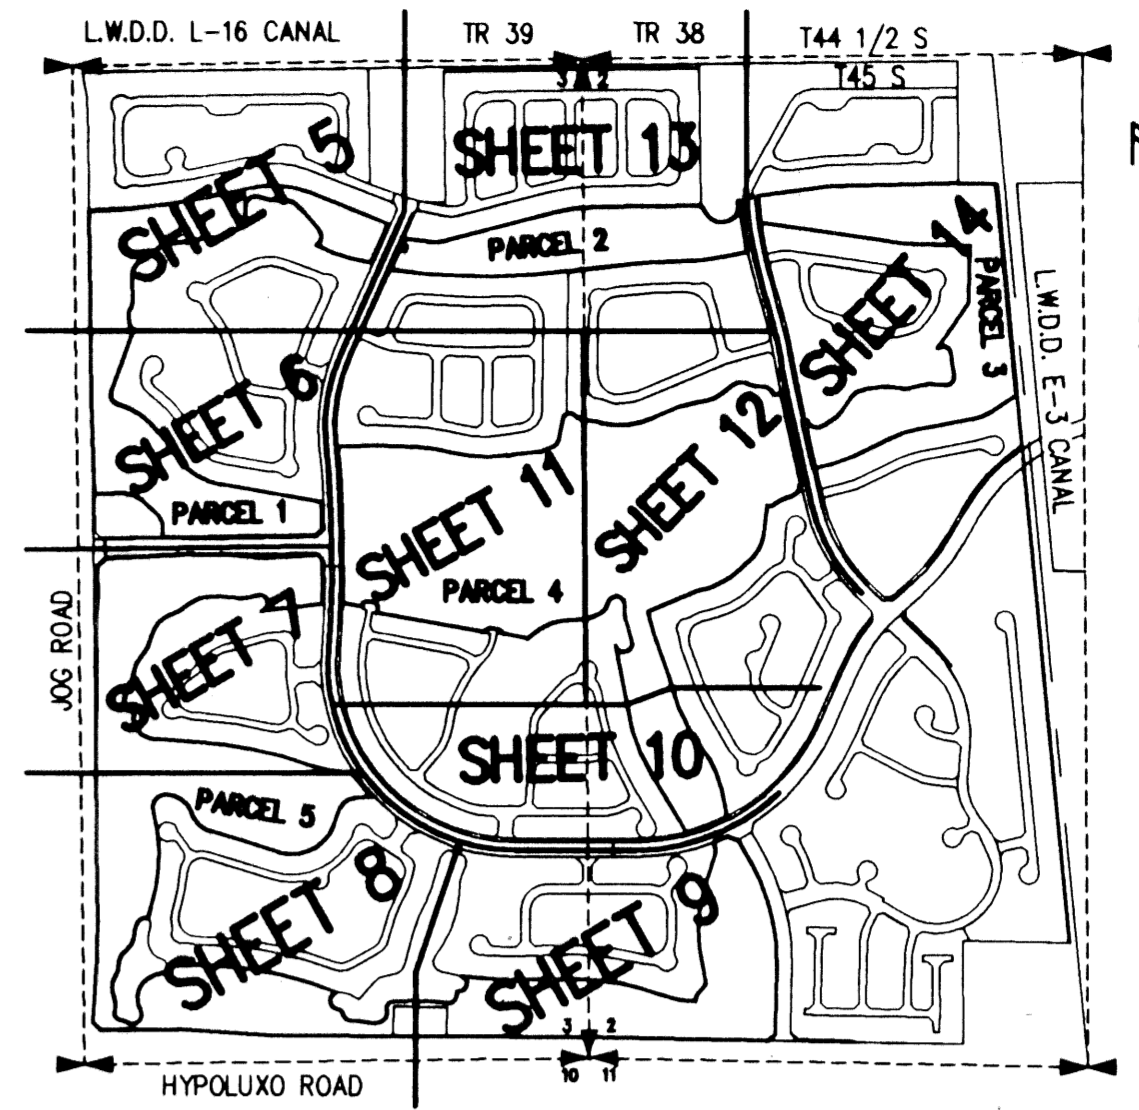 L.W.D.D. L-16 CANAL
TR 39
TR 38
T44 1/2 S
T45 S
3 2
SHEET 5
SHEET 13
SHEET 14
PARCEL 2
PARCEL 3
L.W.D.D. E-3 CANAL
SHEET 6
SHEET 11
SHEET 12
PARCEL 1
PARCEL 4
JOG ROAD
SHEET 7
SHEET 10
PARCEL 5
SHEET 8
SHEET 9
3 2
10 11
HYPOLUXO ROAD